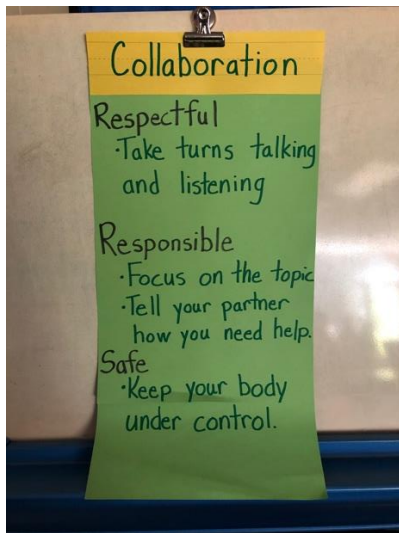 Collaboration
Respectful
·Take turns talking
and listening
Responsible
·Focus on the topic
·Tell your partner
how you need help.
Safe
·Keep your body
under control.